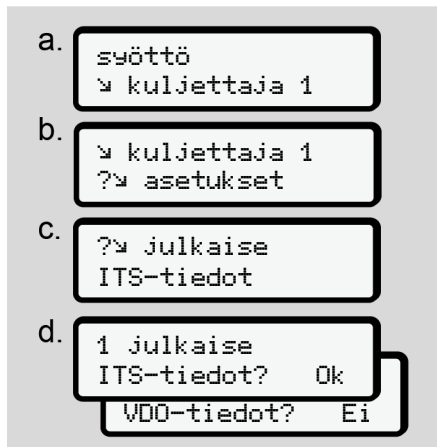 a.
syöttö
↘ kuljettaja 1
b.
↘ kuljettaja 1
?↘ asetukset
c.
?↘ julkaise
ITS-tiedot
d.
1 julkaise
ITS-tiedot? Ok
VDO-tiedot? Ei